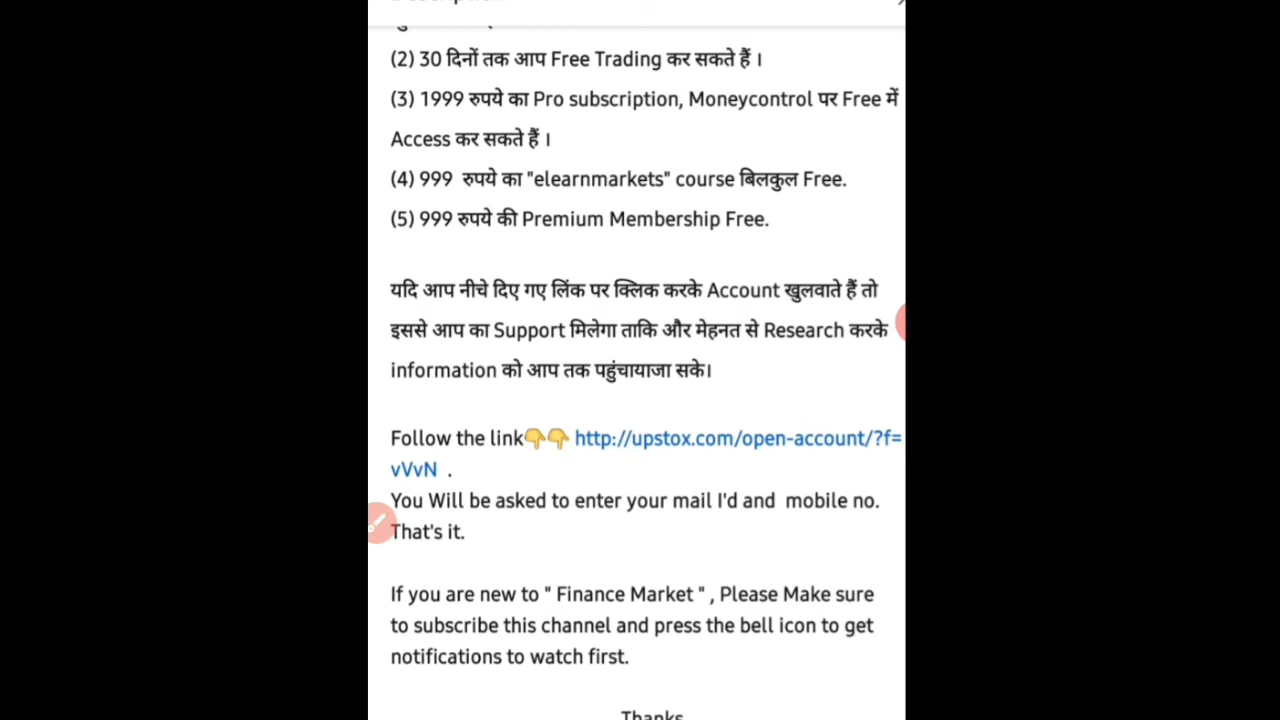 (2) 30 दिनों तक आप Free Trading कर सकते हैं ।
(3) 1999 रुपये का Pro subscription, Moneycontrol पर Free में
Access कर सकते हैं ।
(4) 999 रुपये का "elearnmarkets" course बिलकुल Free.
(5) 999 रुपये की Premium Membership Free.
यदि आप नीचे दिए गए लिंक पर क्लिक करके Account खुलवाते हैं तो
इससे आप का Support मिलेगा ताकि और मेहनत से Research करके
information को आप तक पहुंचायाजा सके।
Follow the link👇👇 http://upstox.com/open-account/?f=
vVvN .
You Will be asked to enter your mail I'd and mobile no.
That's it.
If you are new to " Finance Market " , Please Make sure
to subscribe this channel and press the bell icon to get
notifications to watch first.
Thanks